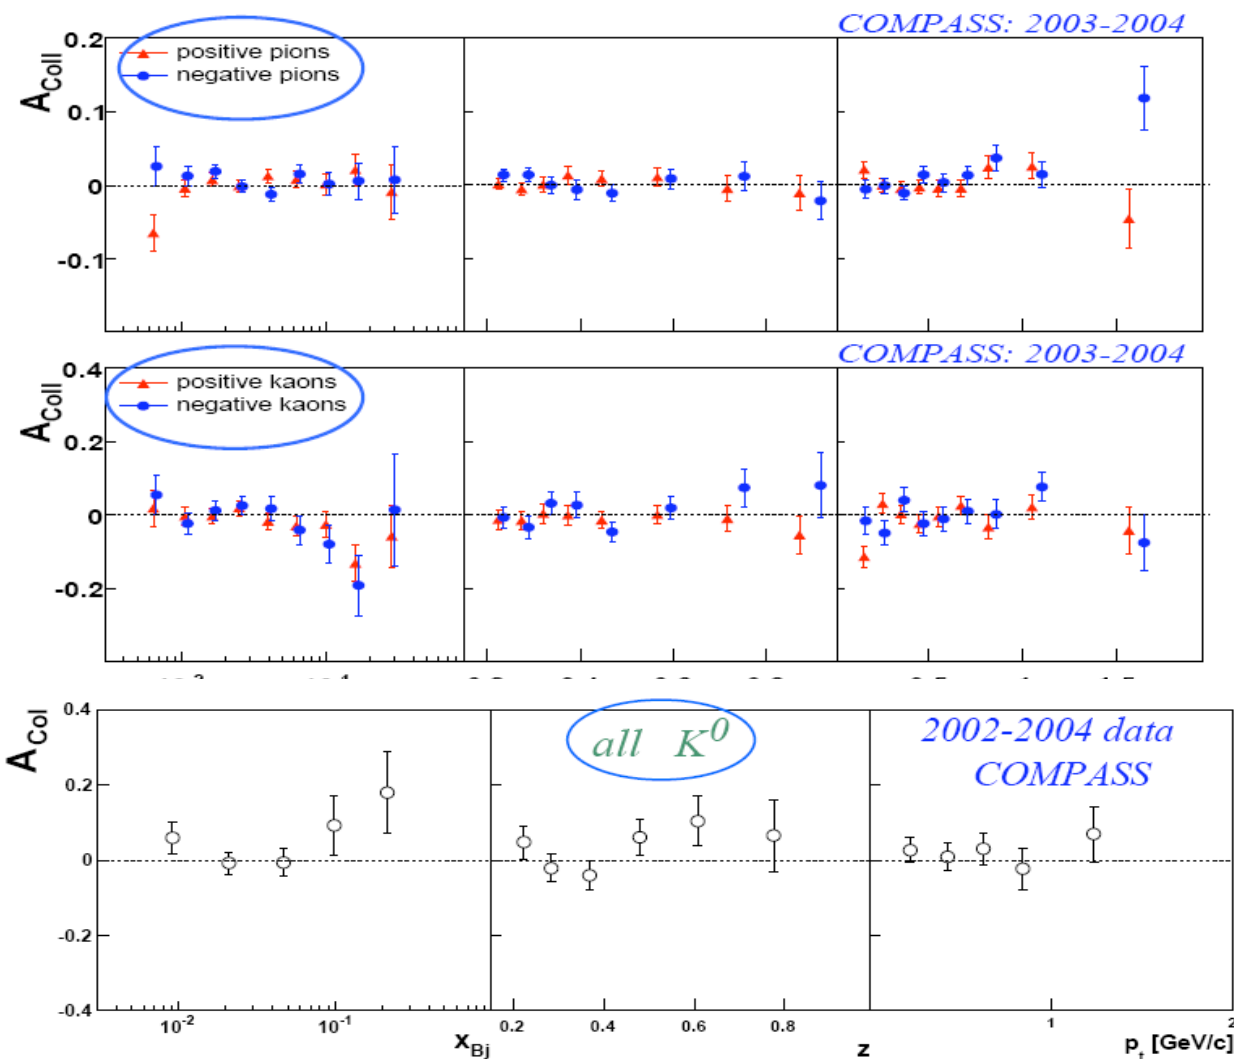 COMPASS: 2003-2004
0.2
positive pions
negative pions
A_Coll
0.1
0
-0.1
COMPASS: 2003-2004
0.4
positive kaons
negative kaons
A_Coll
0.2
0
-0.2
0.4
all K^0
2002-2004 data
COMPASS
A_Col
0.2
0
-0.2
-0.4
10^-2 10^-1 0.2 0.4 0.6 0.8 1 2
x_Bj z p_t [GeV/c]